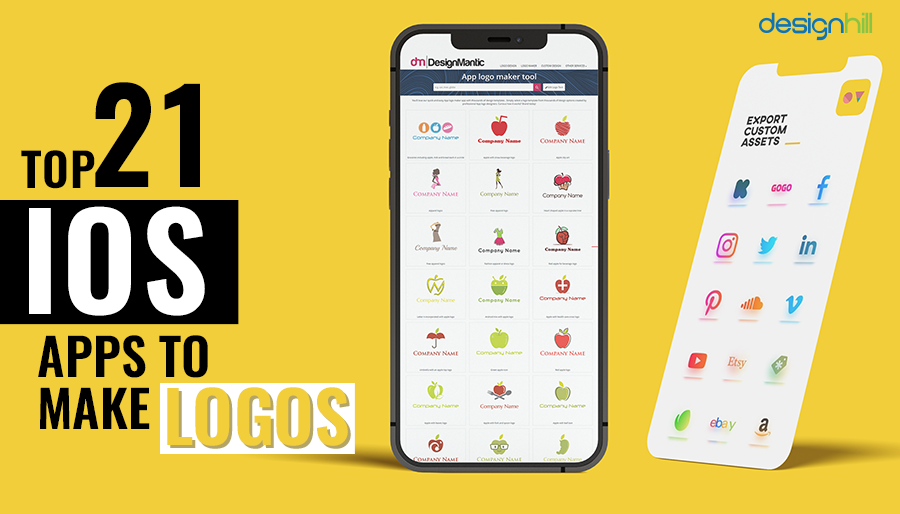 designhill
TOP 21
IOS
APPS TO
MAKE LOGOS
dm DesignMantic
App logo maker tool
Company Name Company Name Company Name
COMPANY NAME COMPANY NAME COMPANY NAME
Company Name Company Name Company Name
Company Name COMPANY NAME Company Name
COMPANY NAME COMPANY NAME COMPANY NAME
Company Name COMPANY NAME Company Name
COMPANY NAME COMPANY NAME COMPANY NAME
EXPORT
CUSTOM
ASSETS
GOGO
Etsy
ebay